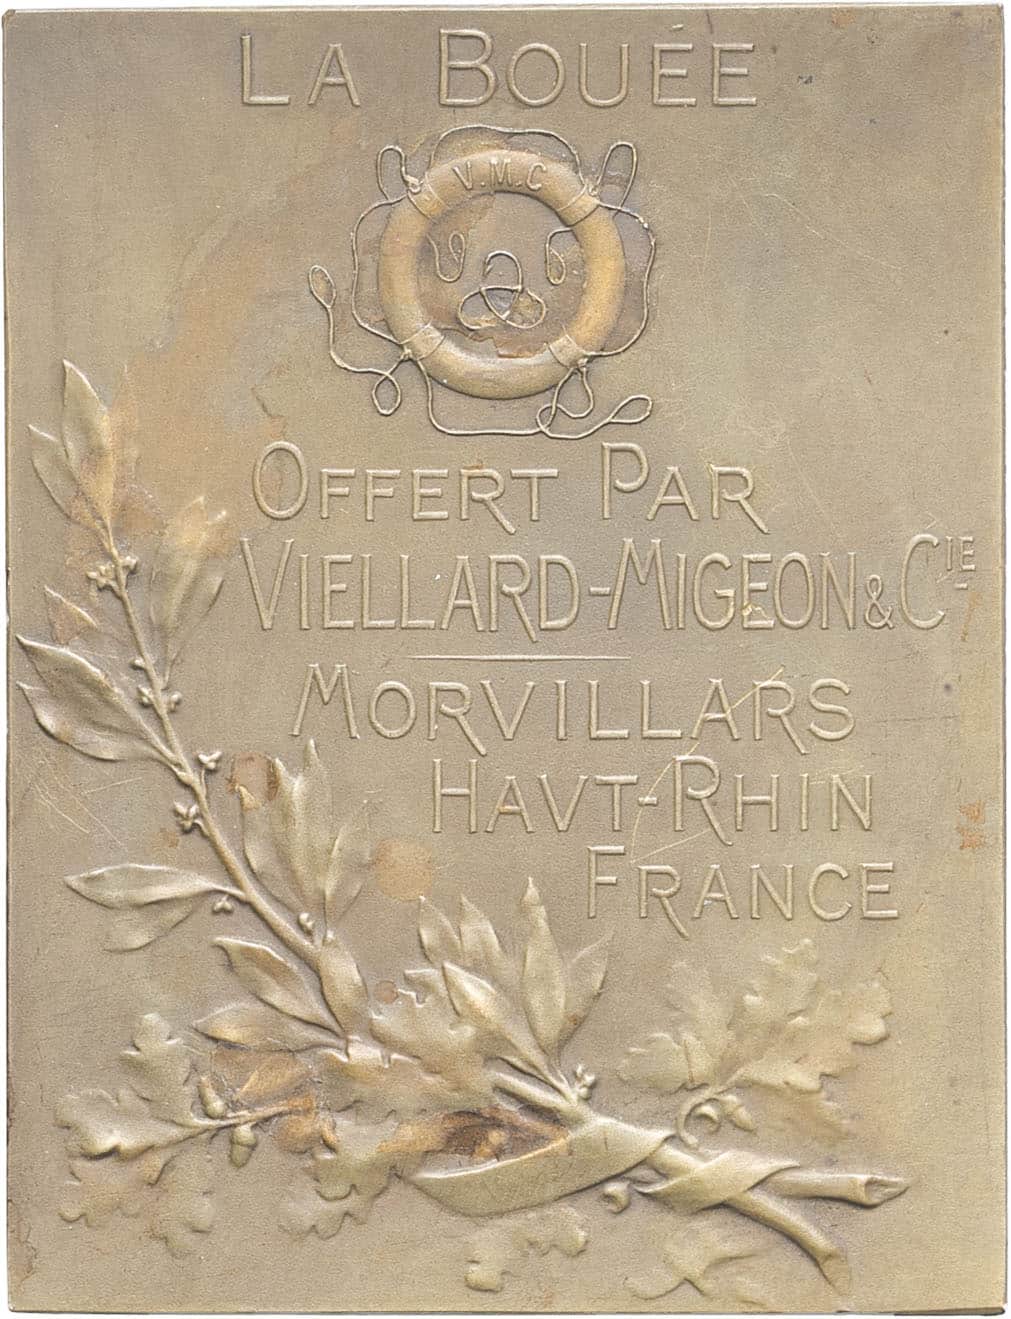 LA BOUÉE
V.M.C
OFFERT PAR
VIELLARD-MIGEON & CIE
MORVILLARS
HAVT-RHIN
FRANCE